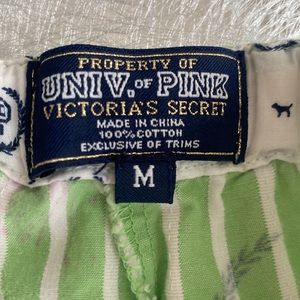 PROPERTY OF
UNIV. OF PINK
VICTORIA'S SECRET
MADE IN CHINA
100% COTTON
EXCLUSIVE OF TRIMS
M